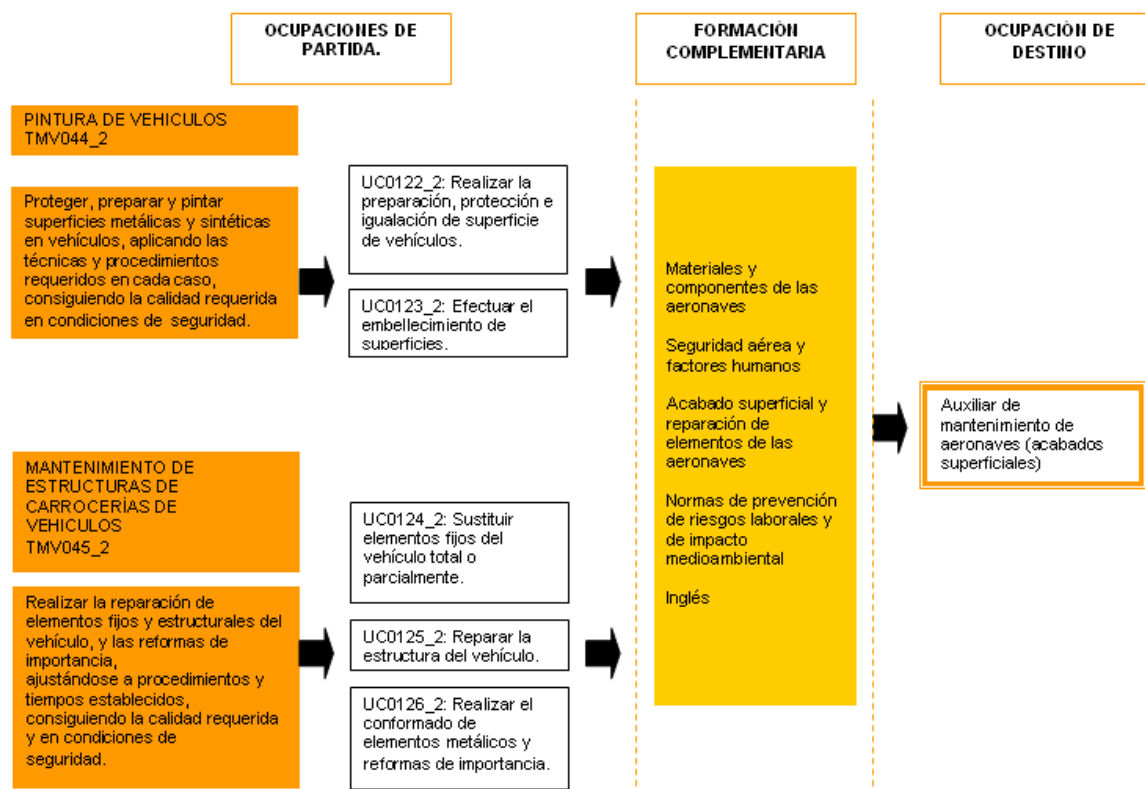 OCUPACIONES DE
PARTIDA.
FORMACIÓN
COMPLEMENTARIA
OCUPACIÓN DE
DESTINO
PINTURA DE VEHICULOS
TMV044_2
Proteger, preparar y pintar
superficies metálicas y sintéticas
en vehículos, aplicando las
técnicas y procedimientos
requeridos en cada caso,
consiguiendo la calidad requerida
en condiciones de seguridad.
UC0122_2: Realizar la
preparación, protección e
igualación de superficie
de vehículos.
UC0123_2: Efectuar el
embellecimiento de
superficies.
MANTENIMIENTO DE
ESTRUCTURAS DE
CARROCERÍAS DE
VEHICULOS
TMV045_2
Realizar la reparación de
elementos fijos y estructurales del
vehículo, y las reformas de
importancia,
ajustándose a procedimientos y
tiempos establecidos,
consiguiendo la calidad requerida
y en condiciones de
seguridad.
UC0124_2: Sustituir
elementos fijos del
vehículo total o
parcialmente.
UC0125_2: Reparar la
estructura del vehículo.
UC0126_2: Realizar el
conformado de
elementos metálicos y
reformas de importancia.
Materiales y
componentes de las
aeronaves
Seguridad aérea y
factores humanos
Acabado superficial y
reparación de
elementos de las
aeronaves
Normas de prevención
de riesgos laborales y
de impacto
medioambiental
Inglés
Auxiliar de
mantenimiento de
aeronaves (acabados
superficiales)